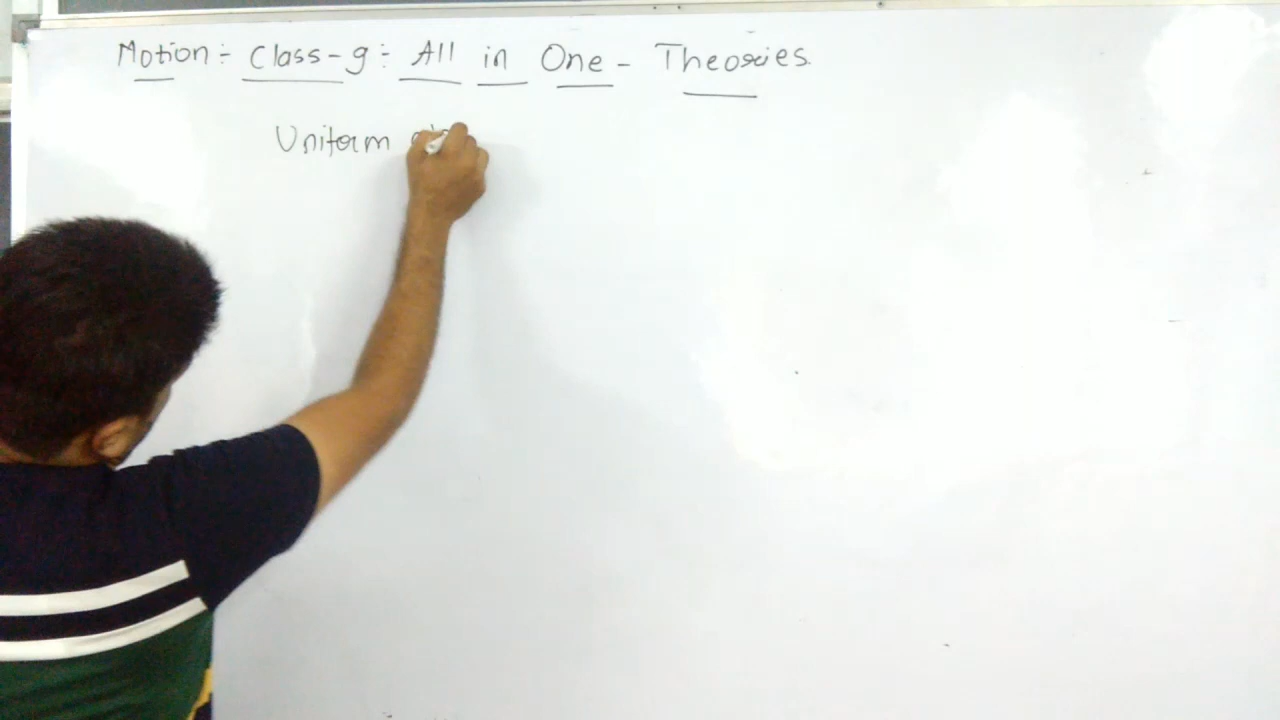 Motion :- Class-9 :- All in One - Theories.
Uniform